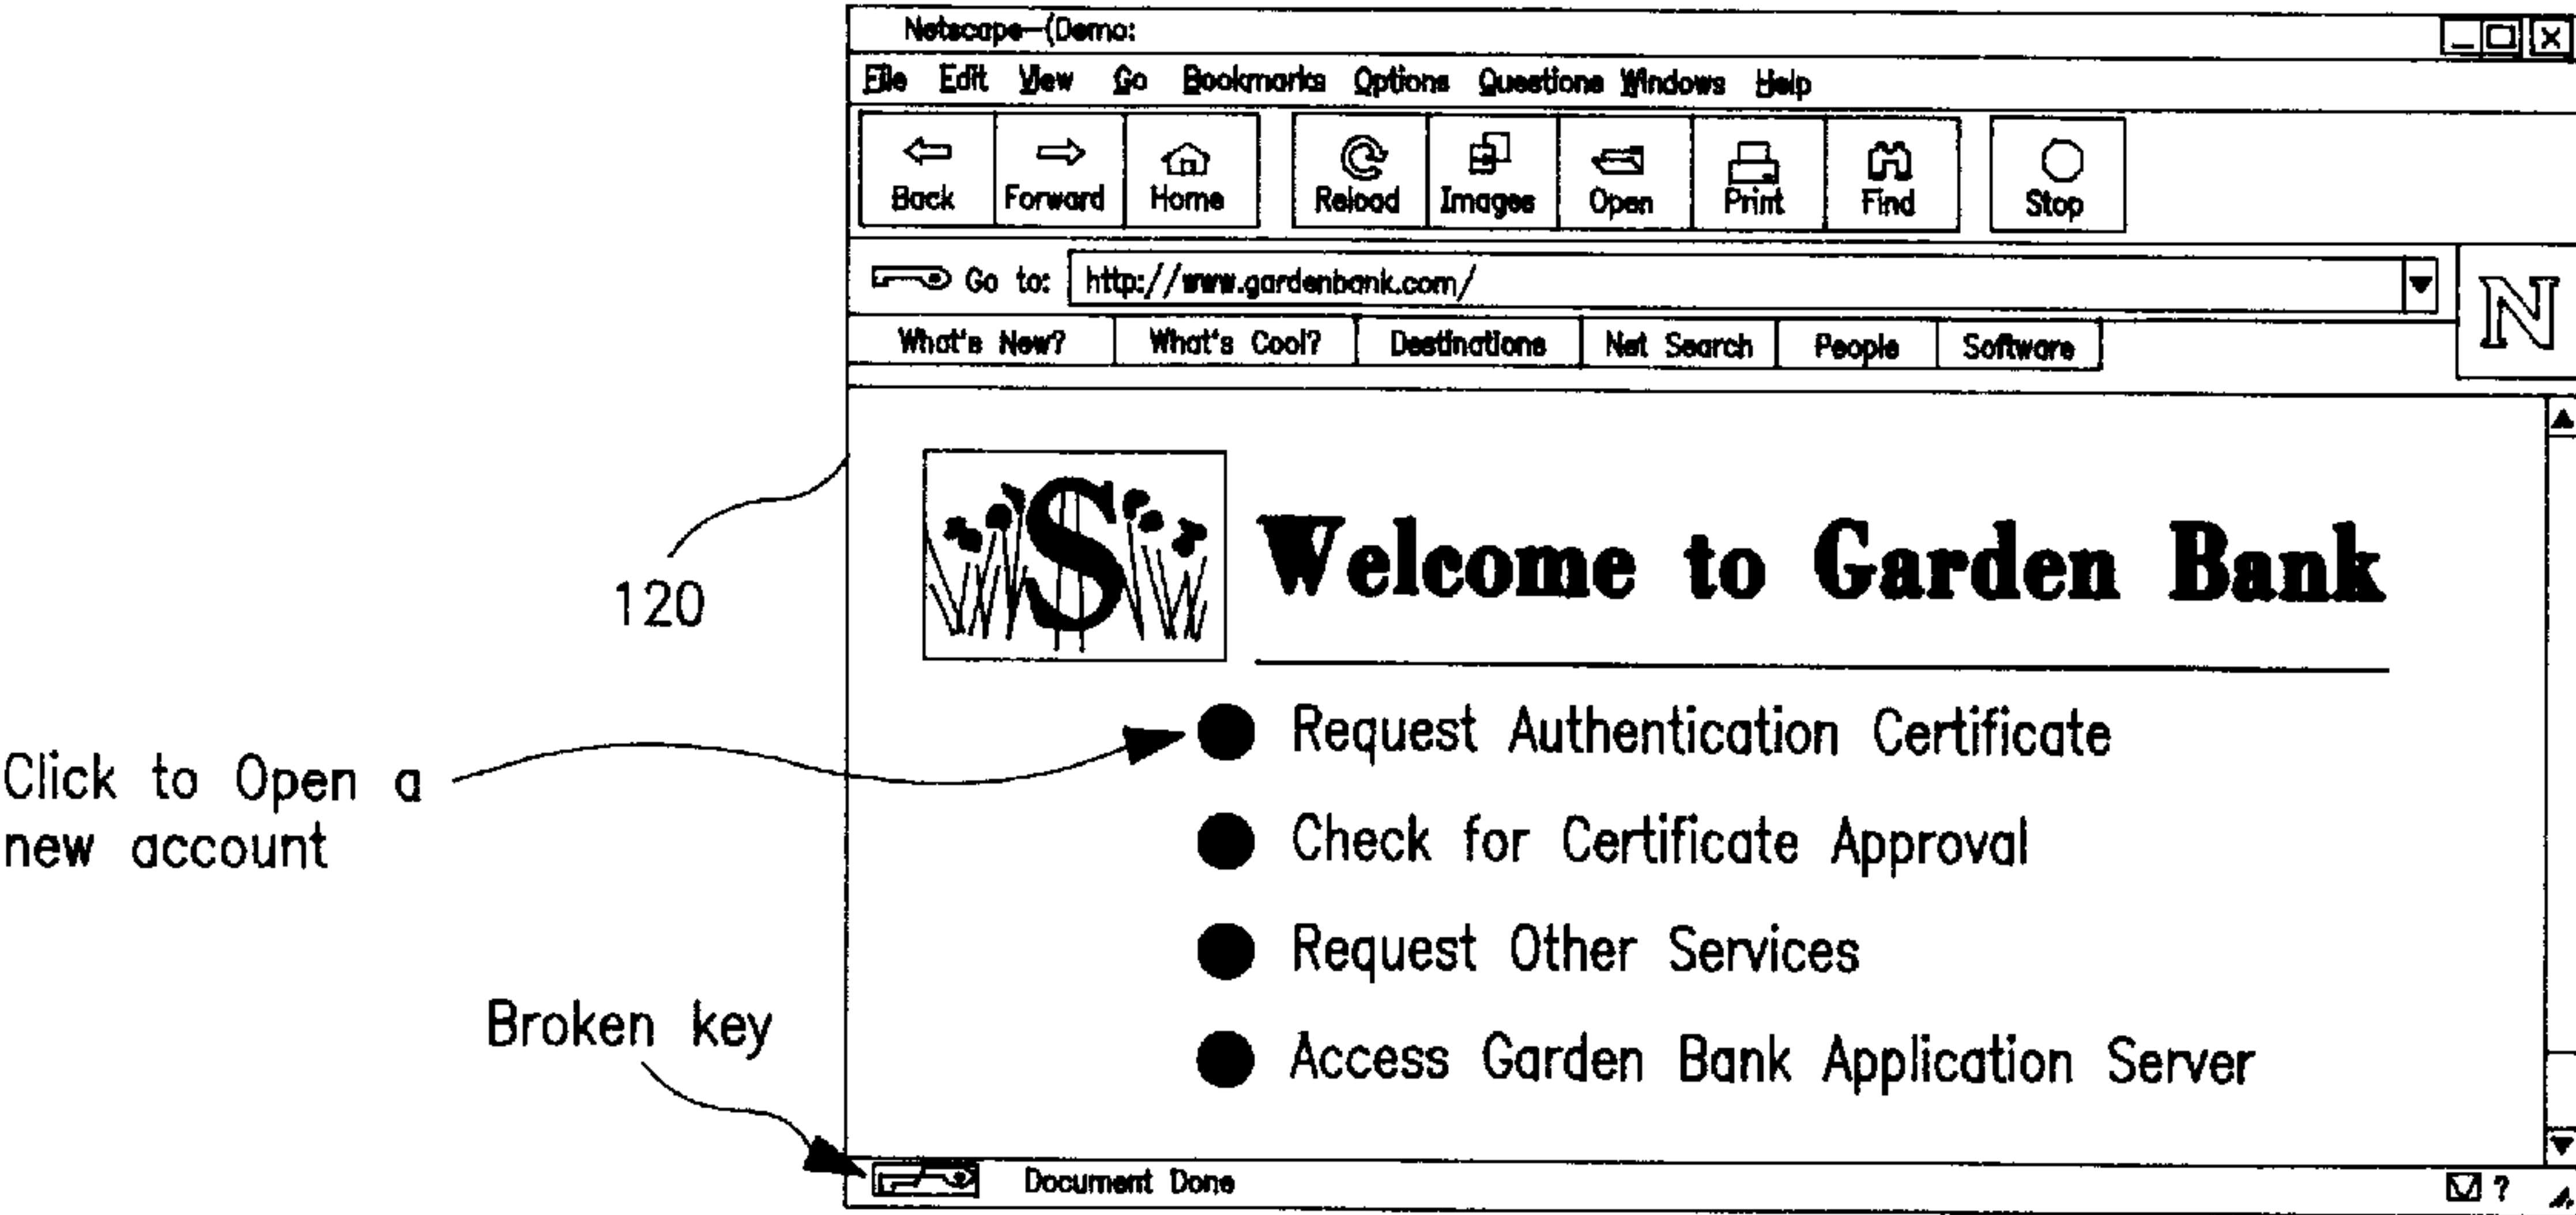 Netscape—(Demo:
File Edit View Go Bookmarks Options Questions Windows Help
Back Forward Home Reload Images Open Print Find Stop
Go to: http://www.gardenbank.com/
N
What's New? What's Cool? Destinations Net Search People Software
$ Welcome to Garden Bank
120
Request Authentication Certificate
Click to Open a
new account
Check for Certificate Approval
Request Other Services
Broken key
Access Garden Bank Application Server
Document Done ?